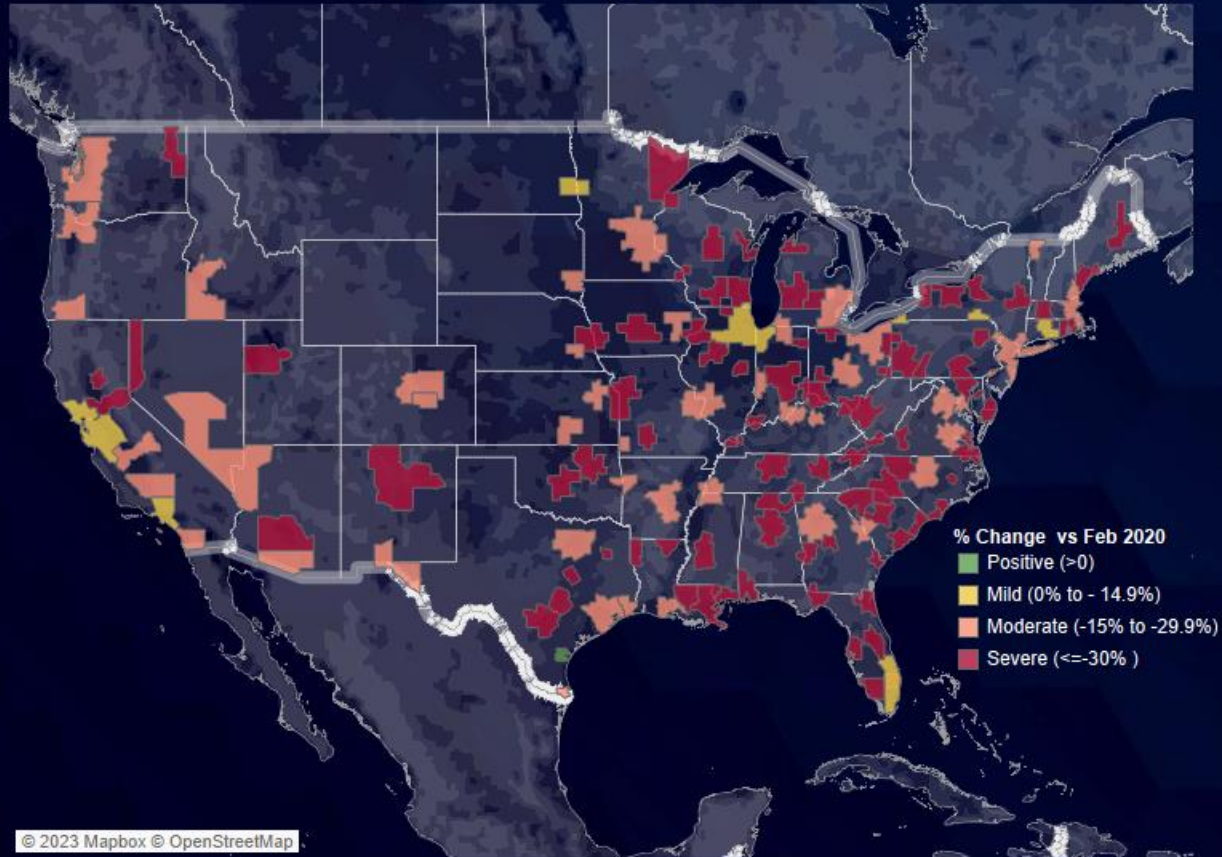 % Change vs Feb 2020
Positive (>0)
Mild (0% to - 14.9%)
Moderate (-15% to -29.9%)
Severe (<=-30% )
© 2023 Mapbox © OpenStreetMap